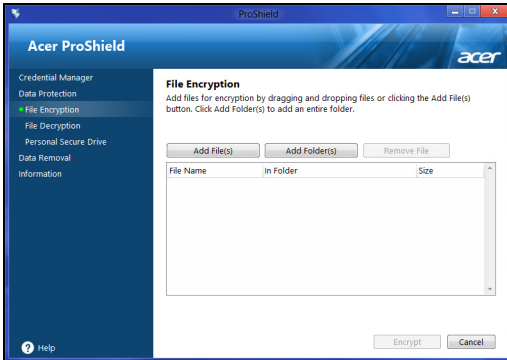 ProShield
Acer ProShield
acer
Credential Manager
Data Protection
File Encryption
File Decryption
Personal Secure Drive
Data Removal
Information
Help
File Encryption
Add files for encryption by dragging and dropping files or clicking the Add File(s)
button. Click Add Folder(s) to add an entire folder.
Add File(s) Add Folder(s) Remove File
File Name In Folder Size
Encrypt Cancel